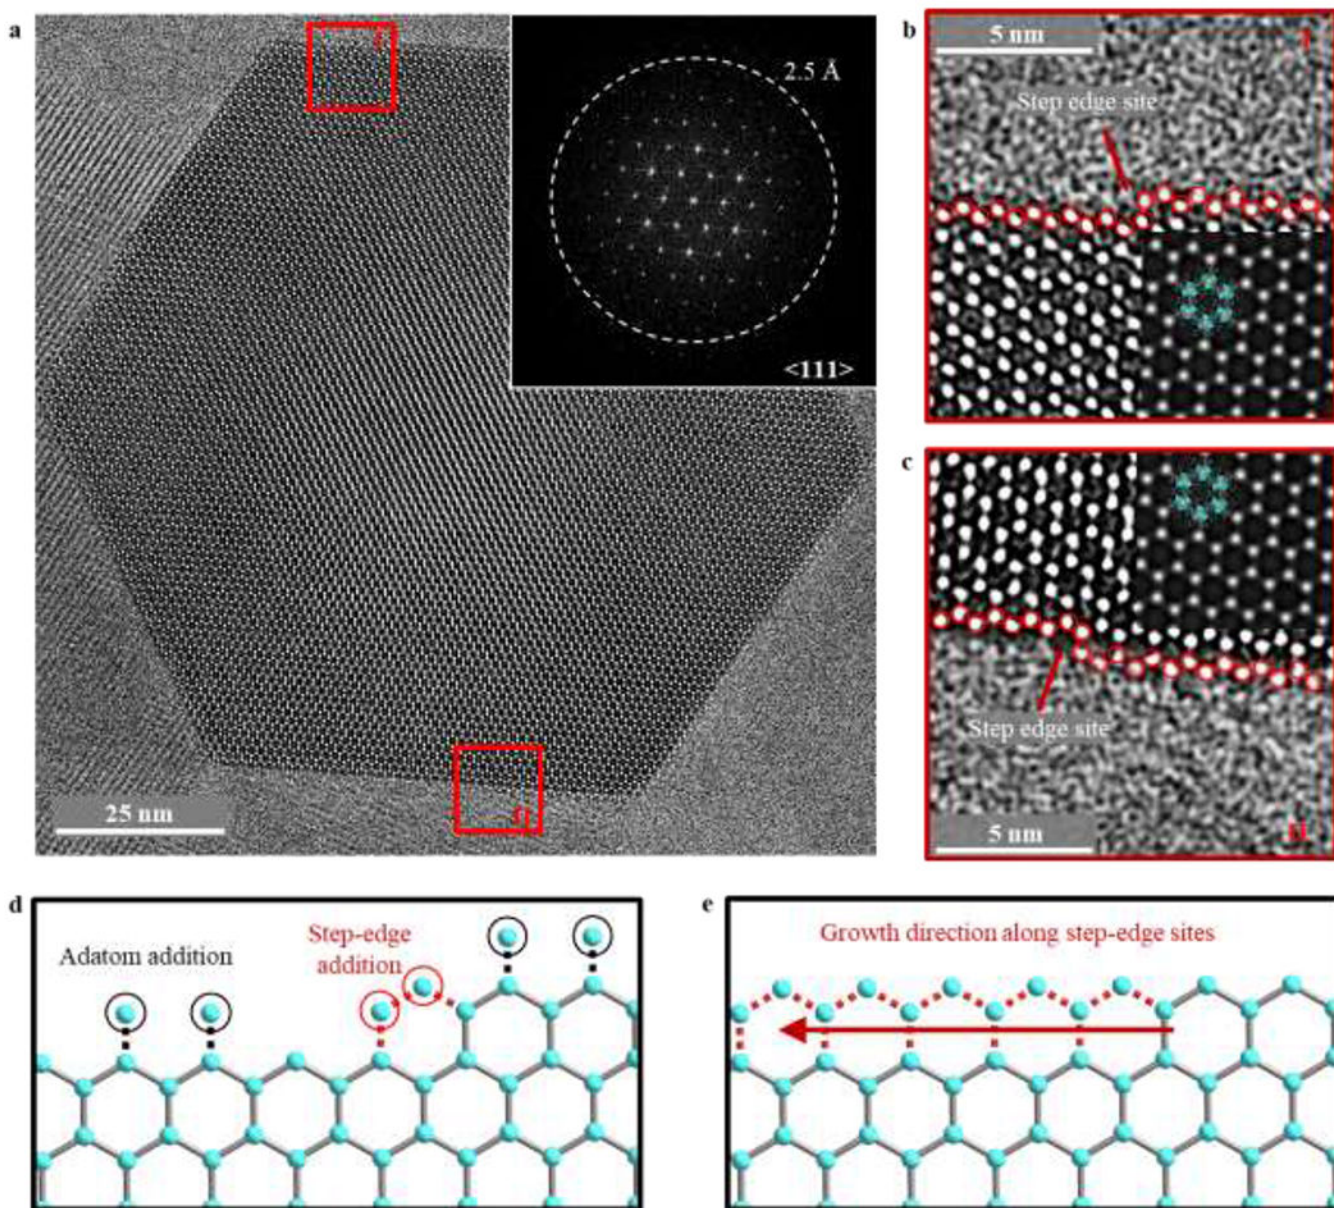 a
I
2.5 Å
<111>
25 nm
II
b
5 nm
I
Step edge site
c
Step edge site
5 nm
II
d
Adatom addition
Step-edge
addition
e
Growth direction along step-edge sites